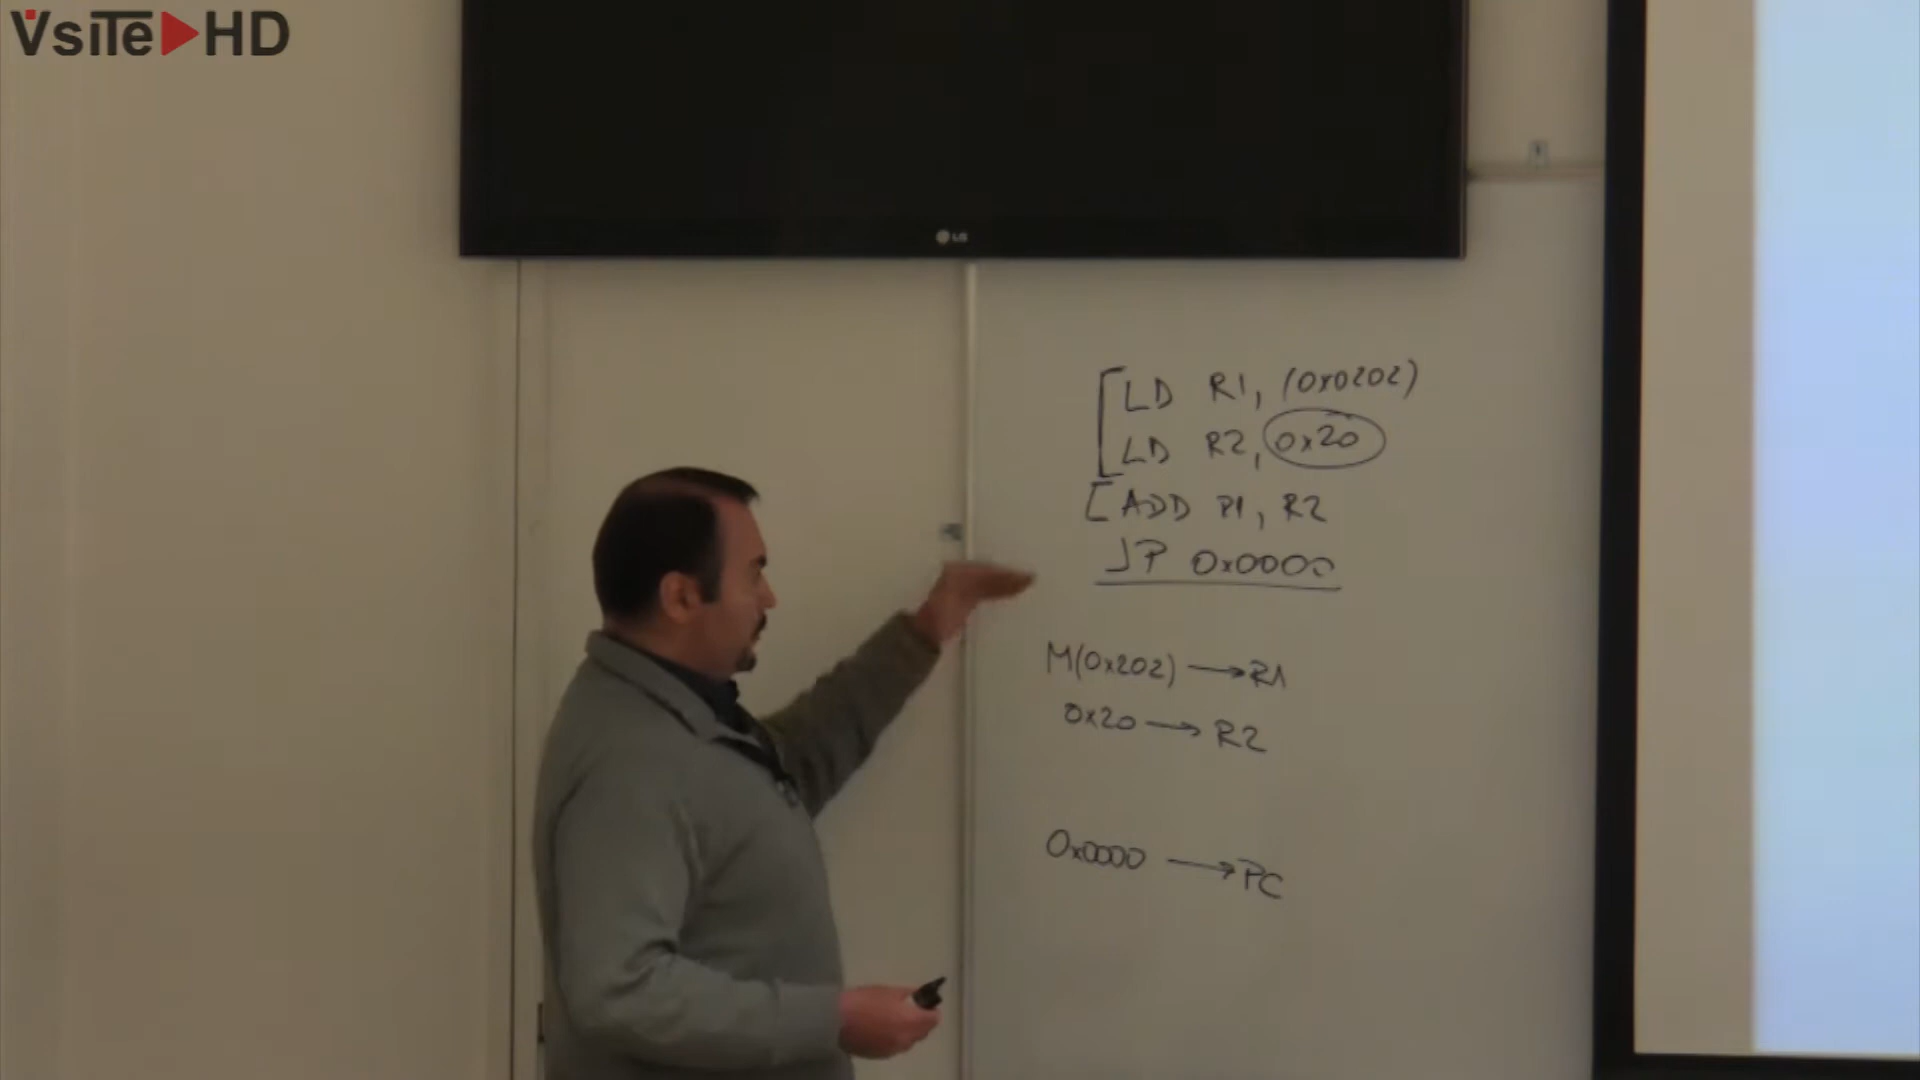 VsiTe HD
LG
LD R1, (0x0202)
LD R2, 0x20
ADD R1, R2
JP 0x0000
M(0x202) → R1
0x20 → R2
0x0000 → PC